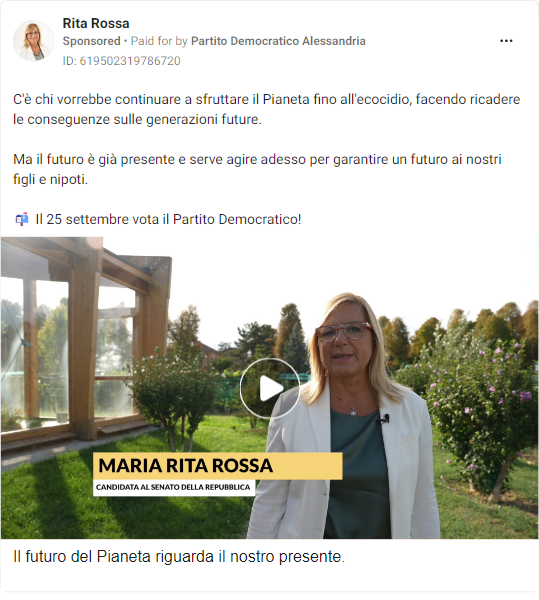 Rita Rossa
Sponsored • Paid for by Partito Democratico Alessandria
ID: 619502319786720
C'è chi vorrebbe continuare a sfruttare il Pianeta fino all'ecocidio, facendo ricadere
le conseguenze sulle generazioni future.
Ma il futuro è già presente e serve agire adesso per garantire un futuro ai nostri
figli e nipoti.
📬 Il 25 settembre vota il Partito Democratico!
MARIA RITA ROSSA
CANDIDATA AL SENATO DELLA REPUBBLICA
Il futuro del Pianeta riguarda il nostro presente.